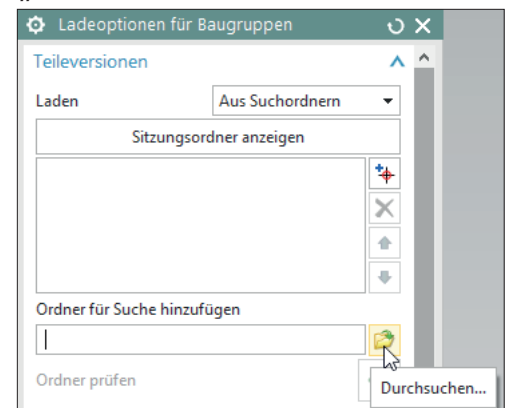 Ladeoptionen für Baugruppen
Teileversionen
Laden Aus Suchordnern
Sitzungsordner anzeigen
Ordner für Suche hinzufügen
Ordner prüfen
Durchsuchen...